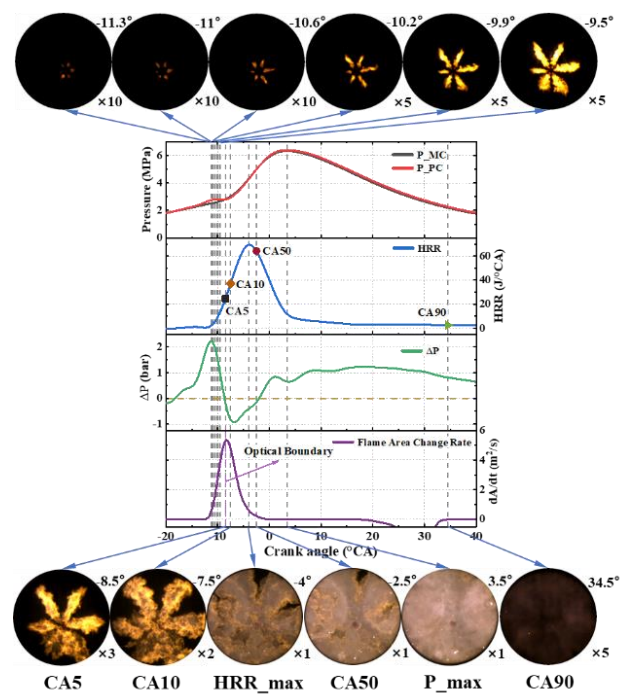 -11.3° -11° -10.6° -10.2° -9.9° -9.5°
×10 ×10 ×10 ×5 ×5 ×5
Pressure (MPa)
6
4
2
0
P_MC
P_PC
HRR
CA50
CA10
CA5
CA90
HRR (J/°CA)
60
40
20
0
ΔP (bar)
2
1
0
-1
ΔP
Flame Area Change Rate
Optical Boundary
dA/dt (m²/s)
6
4
2
0
-20 -10 0 10 20 30 40
Crank angle (°CA)
-8.5° -7.5° -4° -2.5° 3.5° 34.5°
×3 ×2 ×1 ×1 ×1 ×5
CA5 CA10 HRR_max CA50 P_max CA90